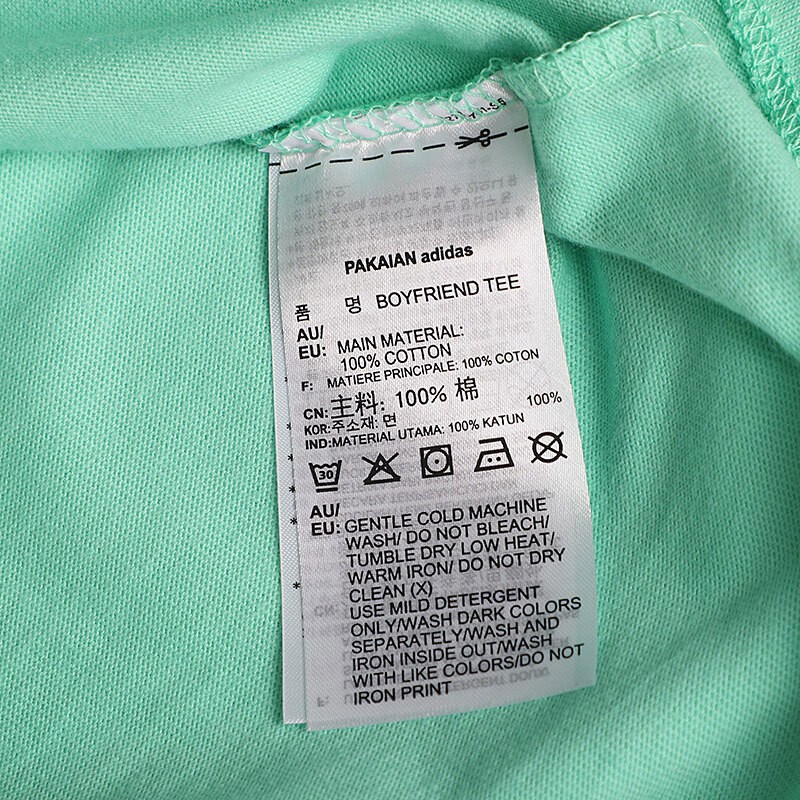 PAKAIAN adidas
품 명 BOYFRIEND TEE
AU/
EU: MAIN MATERIAL:
100% COTTON
F: MATIERE PRINCIPALE: 100% COTON
CN: 主料: 100% 棉
KOR: 주소재: 면 100%
IND: MATERIAL UTAMA: 100% KATUN
30
AU/
EU: GENTLE COLD MACHINE
WASH/ DO NOT BLEACH/
TUMBLE DRY LOW HEAT/
WARM IRON/ DO NOT DRY
CLEAN (X)
USE MILD DETERGENT
ONLY/WASH DARK COLORS
SEPARATELY/WASH AND
IRON INSIDE OUT/WASH
WITH LIKE COLORS/DO NOT
IRON PRINT